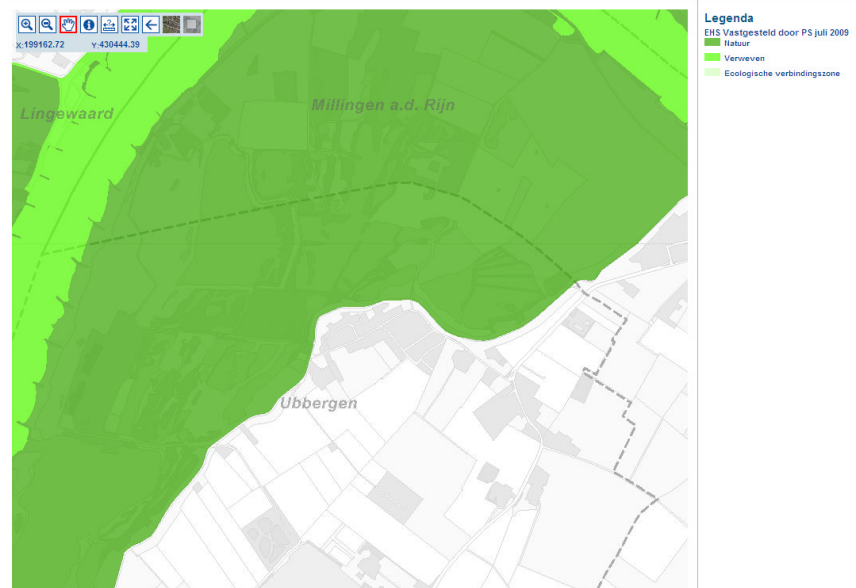 X:199162.72 Y:430444.39
Lingewaard
Millingen a.d. Rijn
Ubbergen
Legenda
EHS Vastgesteld door PS juli 2009
Natuur
Verweven
Ecologische verbindingszone